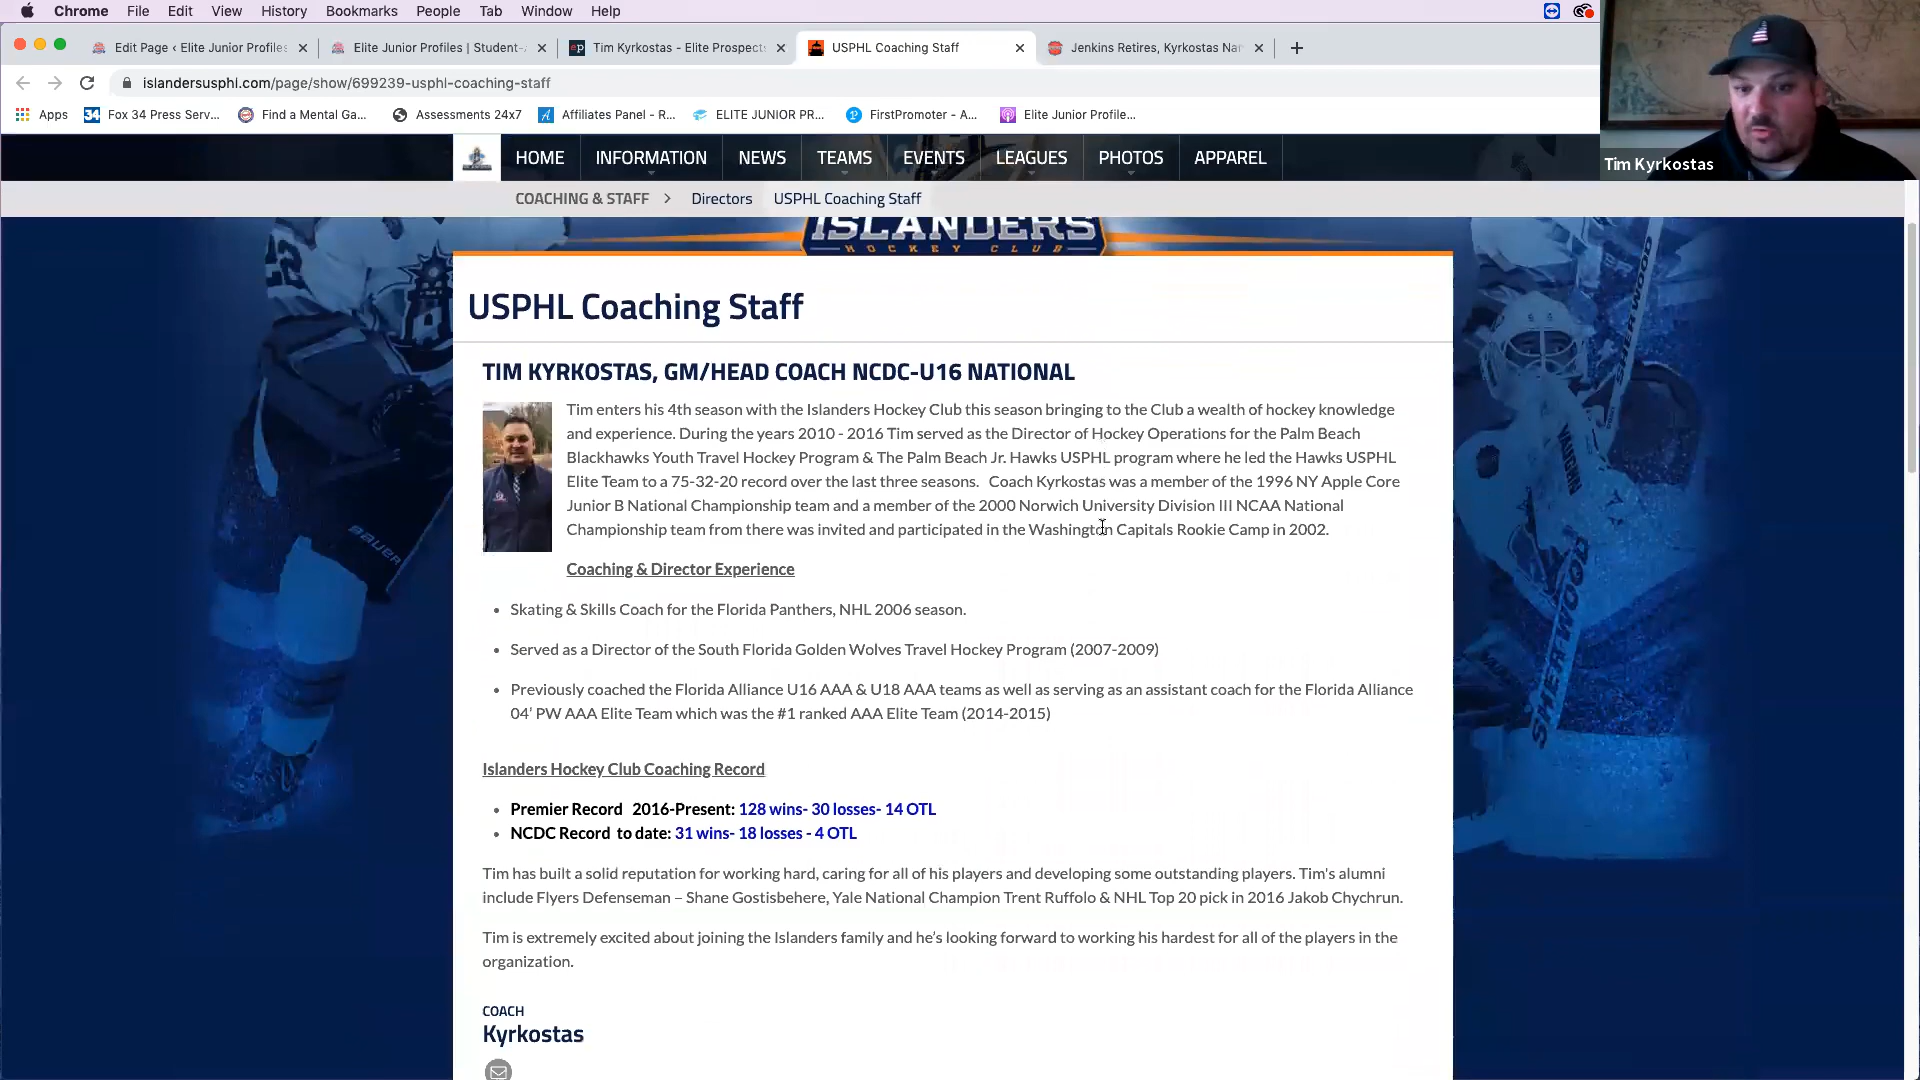 Chrome File Edit View History Bookmarks People Tab Window Help
Edit Page ‹ Elite Junior Profiles
Elite Junior Profiles | Student-
ep Tim Kyrkostas - Elite Prospects
USPHL Coaching Staff
Jenkins Retires, Kyrkostas Na
islandersusphl.com/page/show/699239-usphl-coaching-staff
Apps 34 Fox 34 Press Serv... Find a Mental Ga... Assessments 24x7 Affiliates Panel - R... ELITE JUNIOR PR... FirstPromoter - A... Elite Junior Profile...
Tim Kyrkostas
HOME INFORMATION NEWS TEAMS EVENTS LEAGUES PHOTOS APPAREL
COACHING & STAFF > Directors USPHL Coaching Staff
ISLANDERS
HOCKEY CLUB
USPHL Coaching Staff
TIM KYRKOSTAS, GM/HEAD COACH NCDC-U16 NATIONAL
Tim enters his 4th season with the Islanders Hockey Club this season bringing to the Club a wealth of hockey knowledge
and experience. During the years 2010 - 2016 Tim served as the Director of Hockey Operations for the Palm Beach
Blackhawks Youth Travel Hockey Program & The Palm Beach Jr. Hawks USPHL program where he led the Hawks USPHL
Elite Team to a 75-32-20 record over the last three seasons. Coach Kyrkostas was a member of the 1996 NY Apple Core
Junior B National Championship team and a member of the 2000 Norwich University Division III NCAA National
Championship team from there was invited and participated in the Washington Capitals Rookie Camp in 2002.
Coaching & Director Experience
• Skating & Skills Coach for the Florida Panthers, NHL 2006 season.
• Served as a Director of the South Florida Golden Wolves Travel Hockey Program (2007-2009)
• Previously coached the Florida Alliance U16 AAA & U18 AAA teams as well as serving as an assistant coach for the Florida Alliance
04' PW AAA Elite Team which was the #1 ranked AAA Elite Team (2014-2015)
Islanders Hockey Club Coaching Record
• Premier Record 2016-Present: 128 wins- 30 losses- 14 OTL
• NCDC Record to date: 31 wins- 18 losses - 4 OTL
Tim has built a solid reputation for working hard, caring for all of his players and developing some outstanding players. Tim's alumni
include Flyers Defenseman – Shane Gostisbehere, Yale National Champion Trent Ruffolo & NHL Top 20 pick in 2016 Jakob Chychrun.
Tim is extremely excited about joining the Islanders family and he's looking forward to working his hardest for all of the players in the
organization.
COACH
Kyrkostas
BAUER
SHERWOOD
VAUGHN
SHERWOOD